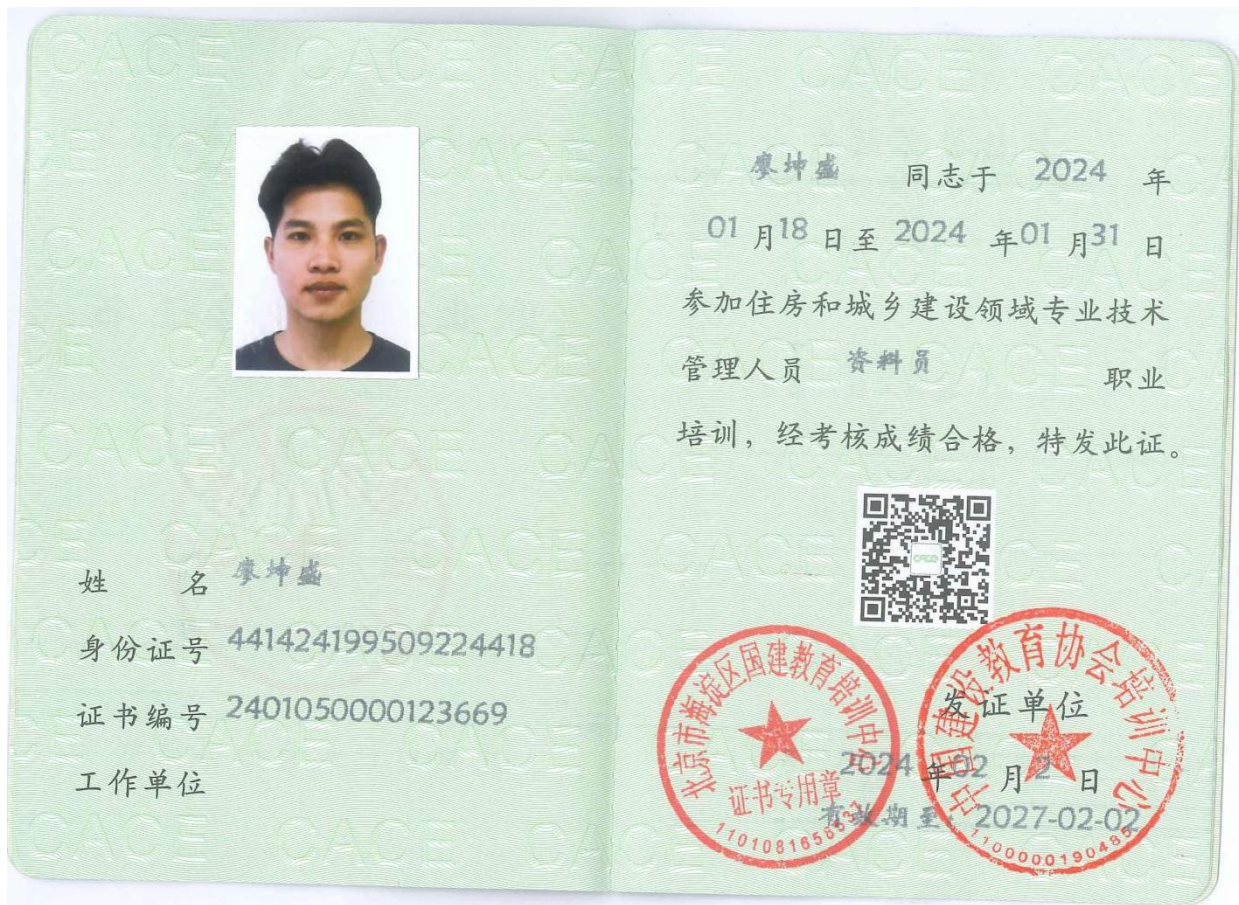 姓 名 廖坤盛
身份证号 441424199509224418
证书编号 2401050000123669
工作单位
廖坤盛 同志于 2024 年
01 月 18 日至 2024 年 01 月 31 日
参加住房和城乡建设领域专业技术
管理人员 资料员 职业
培训，经考核成绩合格，特发此证。
CACE
北京市海淀区国建教育培训中心
证书专用章
中国建设教育协会培训中心
发证单位
2024 年 02 月 2 日
有效期至：2027-02-02
1100000190485